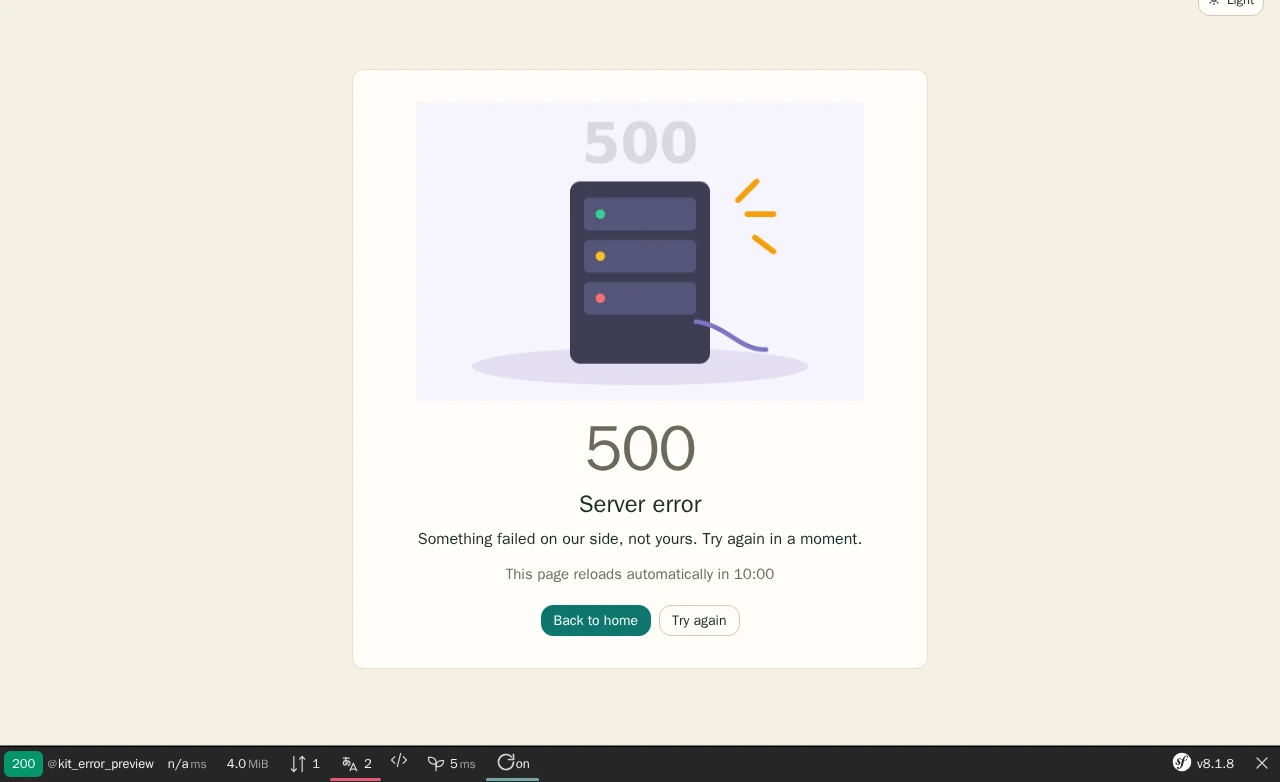 Light
500
500
Server error
Something failed on our side, not yours. Try again in a moment.
This page reloads automatically in 10:00
Back to home
Try again
200 @kit_error_preview n/a ms 4.0 MiB 1 2 5 ms on v8.1.8